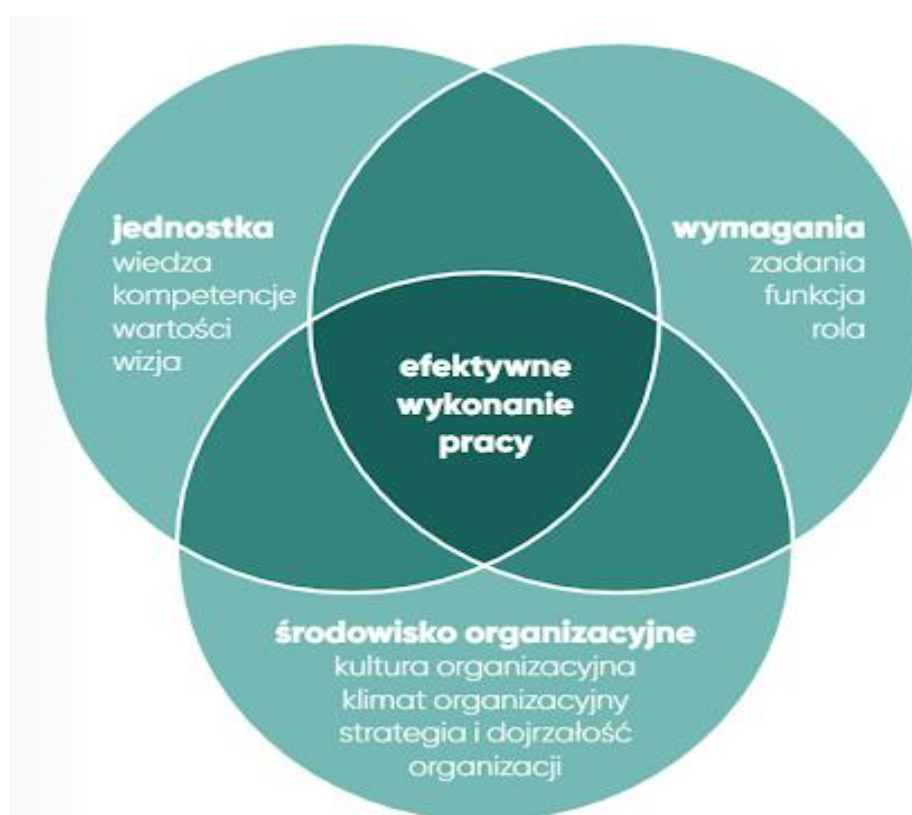 jednostka
wiedza
kompetencje
wartości
wizja
wymagania
zadania
funkcja
rola
efektywne
wykonanie
pracy
środowisko organizacyjne
kultura organizacyjna
klimat organizacyjny
strategia i dojrzałość
organizacji